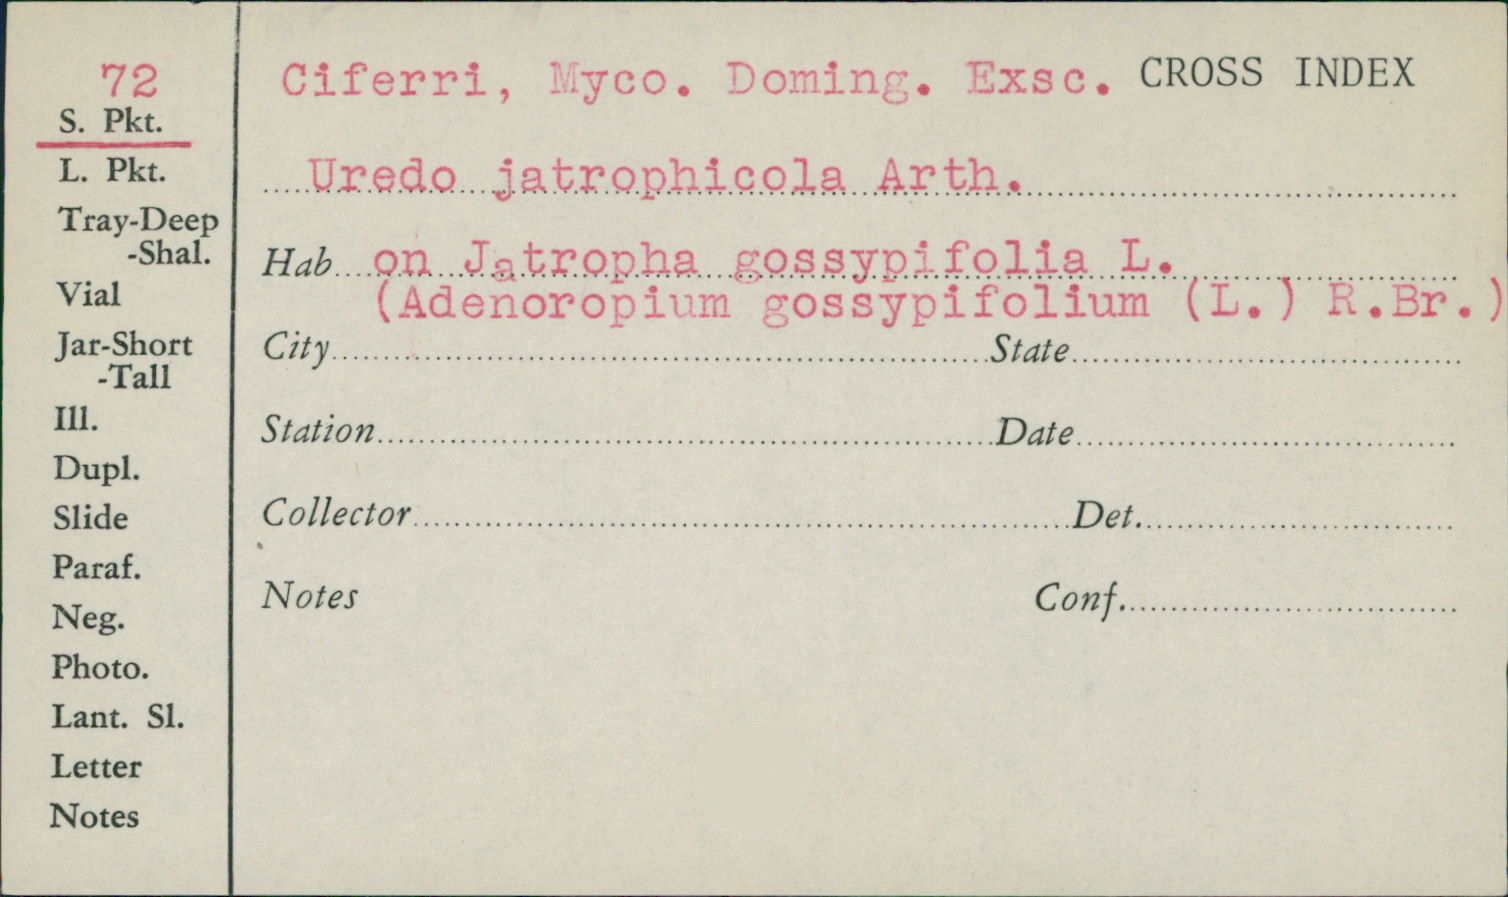 72
S. Pkt.
L. Pkt.
Tray-Deep
-Shal.
Vial
Jar-Short
-Tall
Ill.
Dupl.
Slide
Paraf.
Neg.
Photo.
Lant. Sl.
Letter
Notes
Ciferri, Myco. Doming. Exsc. CROSS INDEX
Uredo jatrophicola Arth.
Hab on Jatropha gossypifolia L.
(Adenoropium gossypifolium (L.) R.Br.)
City State
Station Date
Collector Det.
Notes Conf.